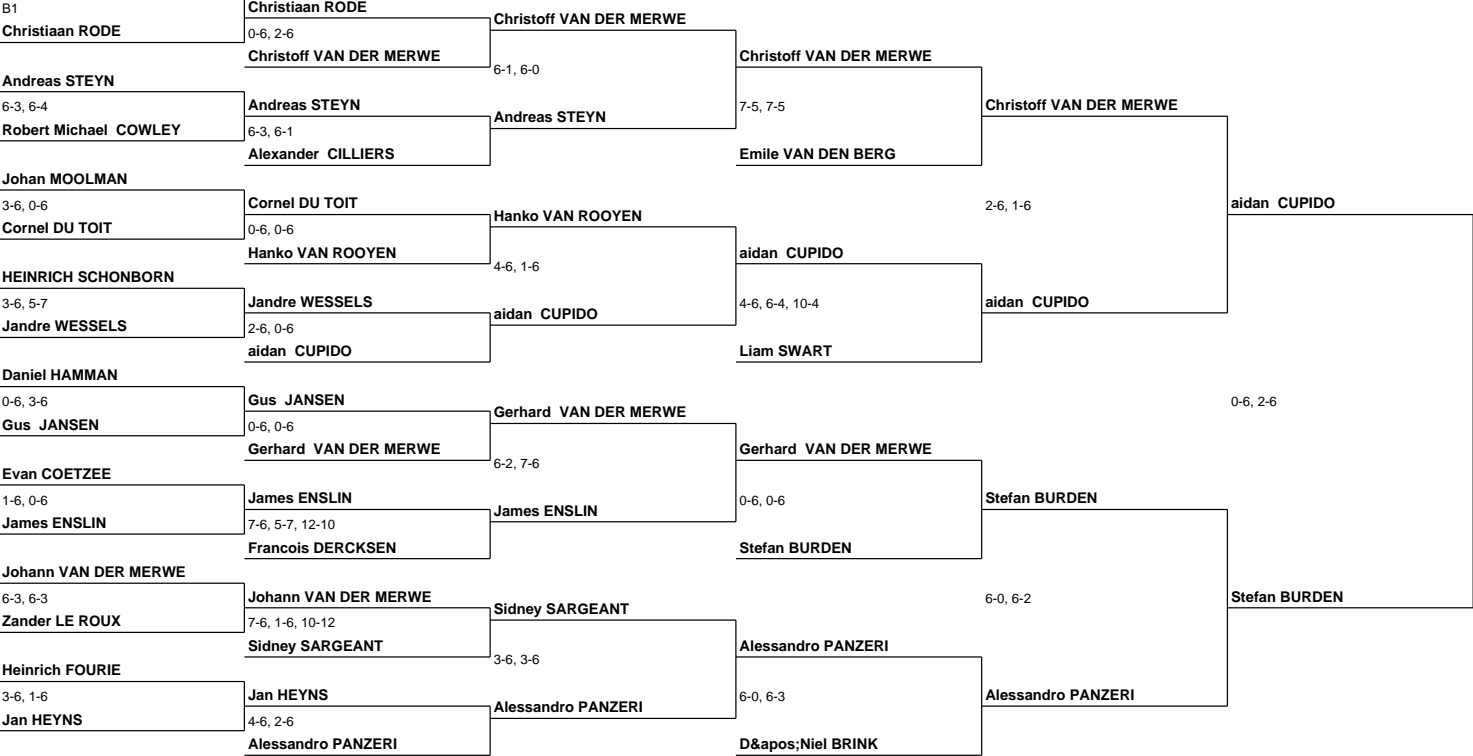 B1
Christiaan RODE
Andreas STEYN
6-3, 6-4
Robert Michael  COWLEY
Johan MOOLMAN
3-6, 0-6
Cornel DU TOIT
HEINRICH SCHONBORN
3-6, 5-7
Jandre WESSELS
Daniel HAMMAN
0-6, 3-6
Gus  JANSEN
Evan COETZEE
1-6, 0-6
James ENSLIN
Johann VAN DER MERWE
6-3, 6-3
Zander LE ROUX
Heinrich FOURIE
3-6, 1-6
Jan HEYNS
Christiaan RODE
0-6, 2-6
Christoff VAN DER MERWE
Andreas STEYN
6-3, 6-1
Alexander  CILLIERS
Cornel DU TOIT
0-6, 0-6
Hanko VAN ROOYEN
Jandre WESSELS
2-6, 0-6
aidan  CUPIDO
Gus  JANSEN
0-6, 0-6
Gerhard  VAN DER MERWE
James ENSLIN
7-6, 5-7, 12-10
Francois DERCKSEN
Johann VAN DER MERWE
7-6, 1-6, 10-12
Sidney SARGEANT
Jan HEYNS
4-6, 2-6
Alessandro PANZERI
Christoff VAN DER MERWE
6-1, 6-0
Andreas STEYN
Hanko VAN ROOYEN
4-6, 1-6
aidan  CUPIDO
Gerhard  VAN DER MERWE
6-2, 7-6
James ENSLIN
Sidney SARGEANT
3-6, 3-6
Alessandro PANZERI
Christoff VAN DER MERWE
7-5, 7-5
Emile VAN DEN BERG
aidan  CUPIDO
4-6, 6-4, 10-4
Liam SWART
Gerhard  VAN DER MERWE
0-6, 0-6
Stefan BURDEN
Alessandro PANZERI
6-0, 6-3
D&apos;Niel BRINK
Christoff VAN DER MERWE
2-6, 1-6
aidan  CUPIDO
Stefan BURDEN
6-0, 6-2
Alessandro PANZERI
aidan  CUPIDO
0-6, 2-6
Stefan BURDEN